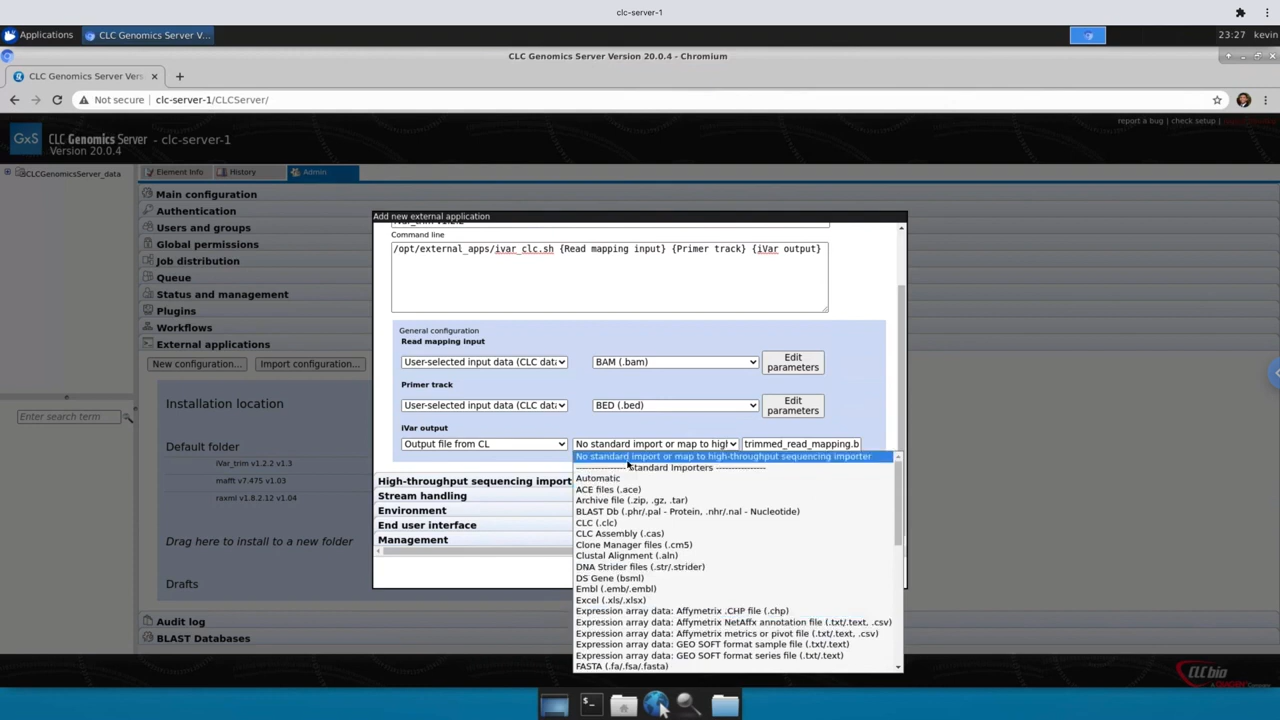 clc-server-1
Applications
CLC Genomics Server V...
23:27 kevin
CLC Genomics Server Version 20.0.4 - Chromium
CLC Genomics Server Vers
Not secure | clc-server-1/CLCServer/
report a bug | check setup |
GxS CLC Genomics Server - clc-server-1
Version 20.0.4
CLCGenomicsServer_data
Element Info
History
Admin
Main configuration
Authentication
Users and groups
Global permissions
Job distribution
Queue
Status and management
Plugins
Workflows
External applications
New configuration...
Import configuration...
Installation location
Enter search term
Default folder
iVar_trim v1.2.2 v1.3
mafft v7.475 v1.03
raxml v1.8.2.12 v1.04
Drag here to install to a new folder
Drafts
Audit log
BLAST Databases
Add new external application
Command line
/opt/external_apps/ivar_clc.sh {Read mapping input} {Primer track} {iVar output}
General configuration
Read mapping input
User-selected input data (CLC data
BAM (.bam)
Edit parameters
Primer track
User-selected input data (CLC data
BED (.bed)
Edit parameters
iVar output
Output file from CL
No standard import or map to high
trimmed_read_mapping.b
No standard import or map to high-throughput sequencing importer
---------------- Standard Importers ----------------
Automatic
ACE files (.ace)
Archive file (.zip, .gz, .tar)
BLAST Db (.phr/.pal - Protein, .nhr/.nal - Nucleotide)
CLC (.clc)
CLC Assembly (.cas)
Clone Manager files (.cm5)
Clustal Alignment (.aln)
DNA Strider files (.str/.strider)
DS Gene (bsml)
Embl (.emb/.embl)
Excel (.xls/.xlsx)
Expression array data: Affymetrix .CHP file (.chp)
Expression array data: Affymetrix NetAffx annotation file (.txt/.text, .csv)
Expression array data: Affymetrix metrics or pivot file (.txt/.text, .csv)
Expression array data: GEO SOFT format sample file (.txt/.text)
Expression array data: GEO SOFT format series file (.txt/.text)
FASTA (.fa/.fsa/.fasta)
High-throughput sequencing import
Stream handling
Environment
End user interface
Management
CLC bio